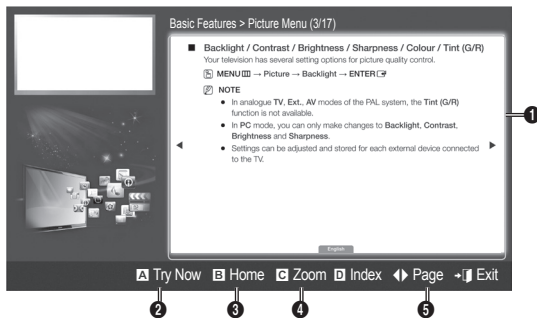 Basic Features > Picture Menu (3/17)
■ Backlight / Contrast / Brightness / Sharpness / Colour / Tint (G/R)
Your television has several setting options for picture quality control.
MENU → Picture → Backlight → ENTER
NOTE
● In analogue TV, Ext., AV modes of the PAL system, the Tint (G/R)
function is not available.
● In PC mode, you can only make changes to Backlight, Contrast,
Brightness and Sharpness.
● Settings can be adjusted and stored for each external device connected
to the TV.
◀ ▶
1
English
A Try Now B Home C Zoom D Index ◀▶ Page Exit
2 3 4 5